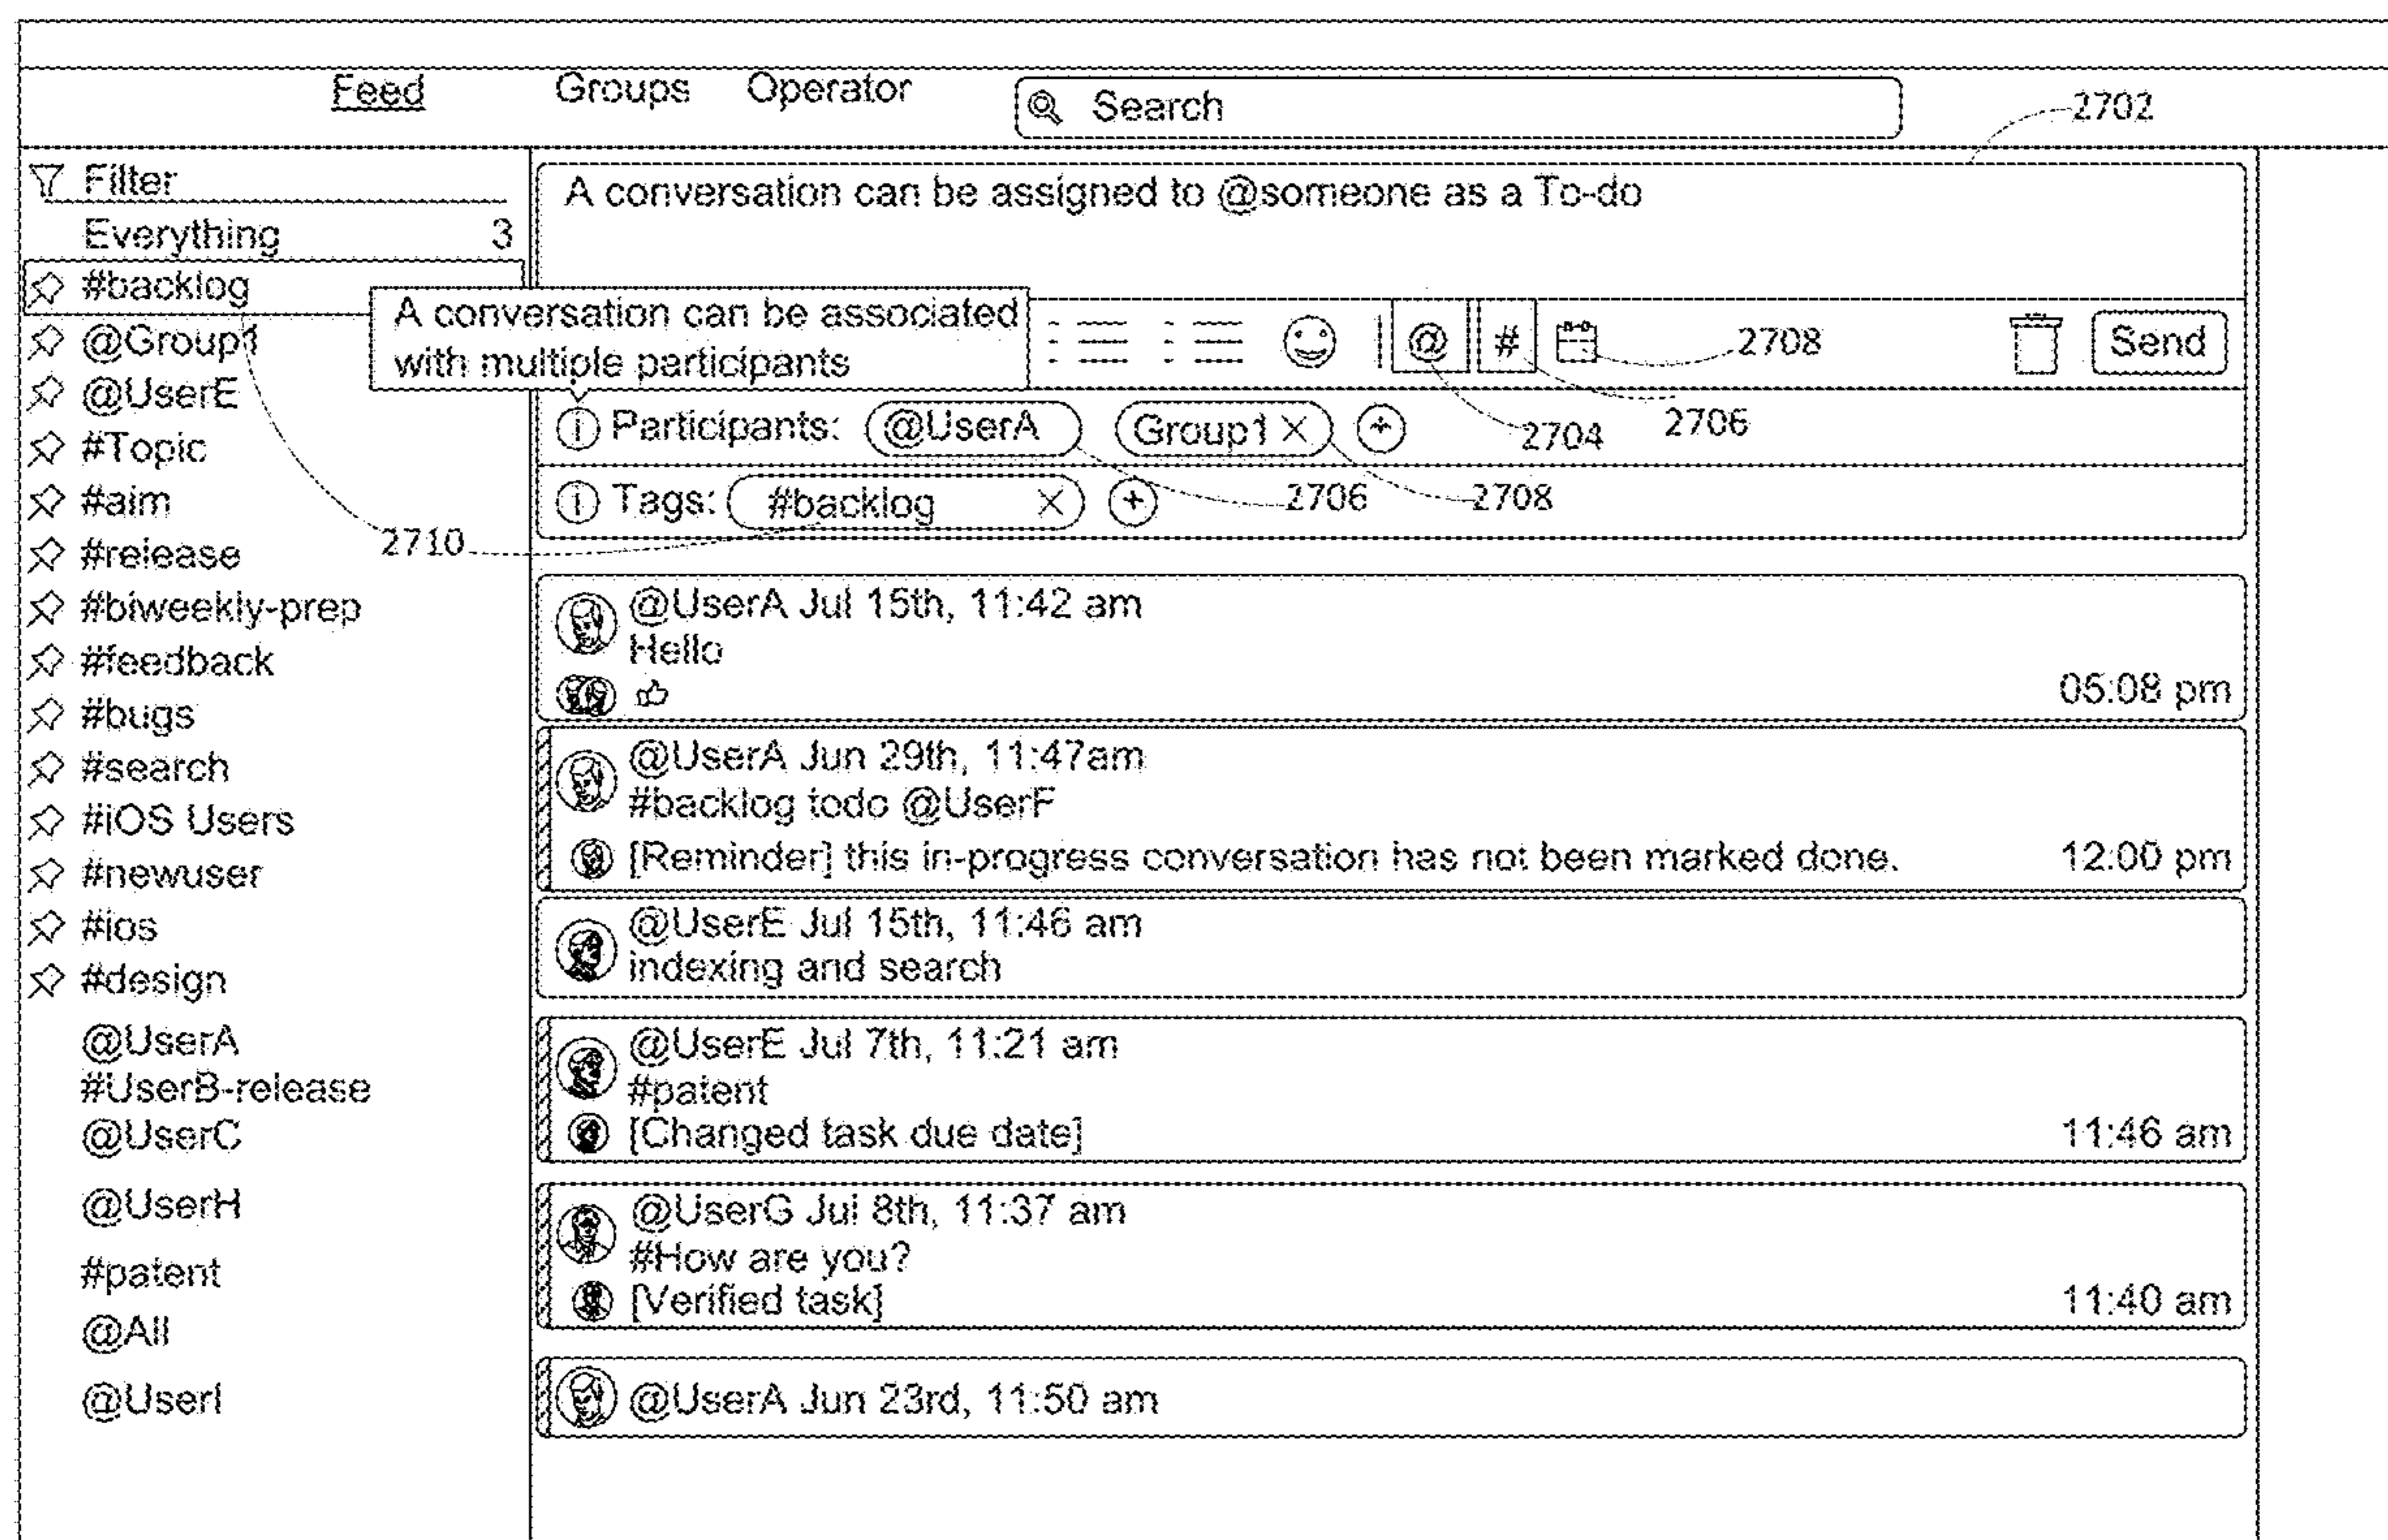 Feed Groups Operator Search
2702
Filter
Everything 3
#backlog
@Group1
@UserE
#Topic
#aim
#release
#biweekly-prep
#feedback
#bugs
#search
#iOS Users
#newuser
#ios
#design
@UserA
#UserB-release
@UserC
@UserH
#patent
@All
@UserI
A conversation can be assigned to @someone as a To-do
A conversation can be associated
with multiple participants
@ # 2708 Send
Participants: @UserA Group1 X + 2704 2706
Tags: #backlog X + 2706 2708
2710
@UserA Jul 15th, 11:42 am
Hello
05:08 pm
@UserA Jun 29th, 11:47am
#backlog todo @UserF
[Reminder] this in-progress conversation has not been marked done. 12:00 pm
@UserE Jul 15th, 11:46 am
indexing and search
@UserE Jul 7th, 11:21 am
#patent
[Changed task due date] 11:46 am
@UserG Jul 8th, 11:37 am
#How are you?
[Verified task] 11:40 am
@UserA Jun 23rd, 11:50 am